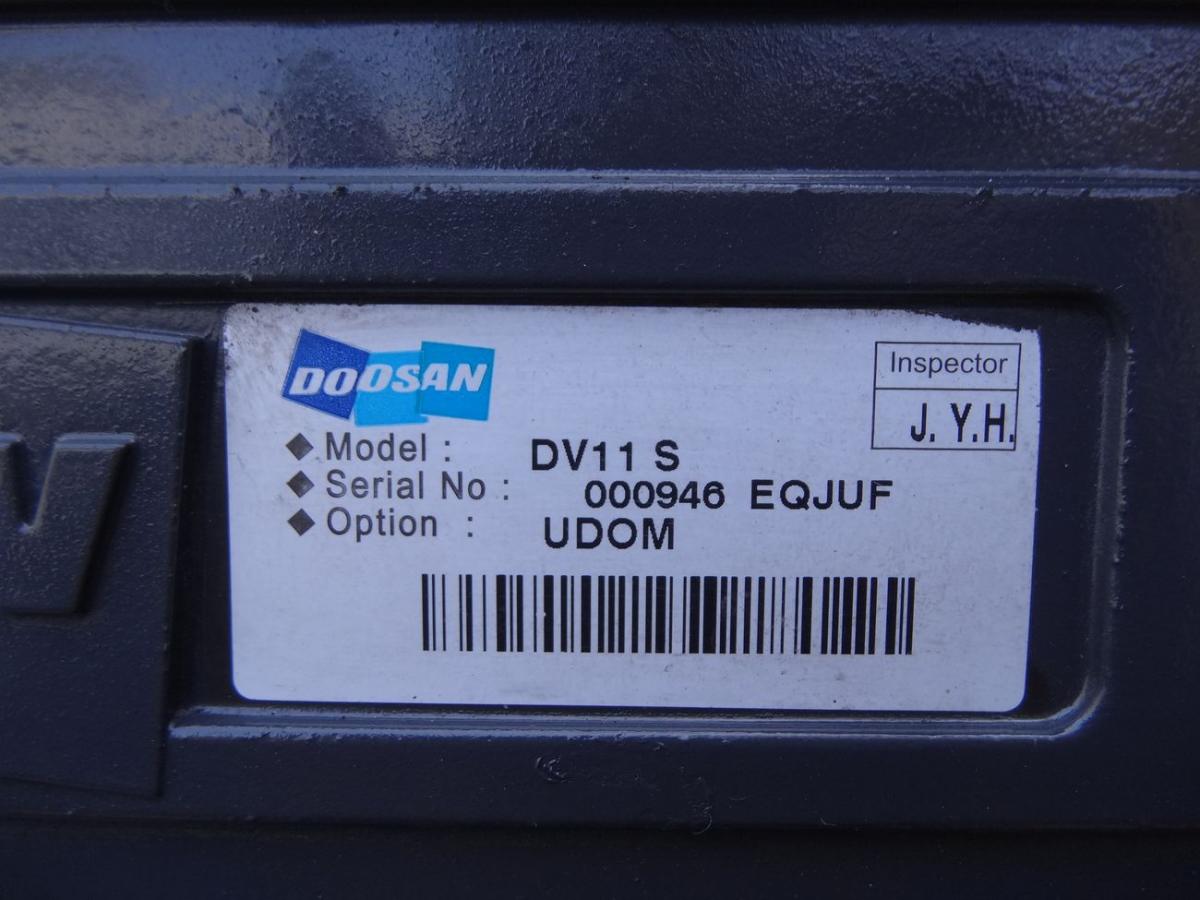 DOOSAN
Inspector
J. Y.H.
◆ Model : DV11 S
◆ Serial No : 000946 EQJUF
◆ Option : UDOM